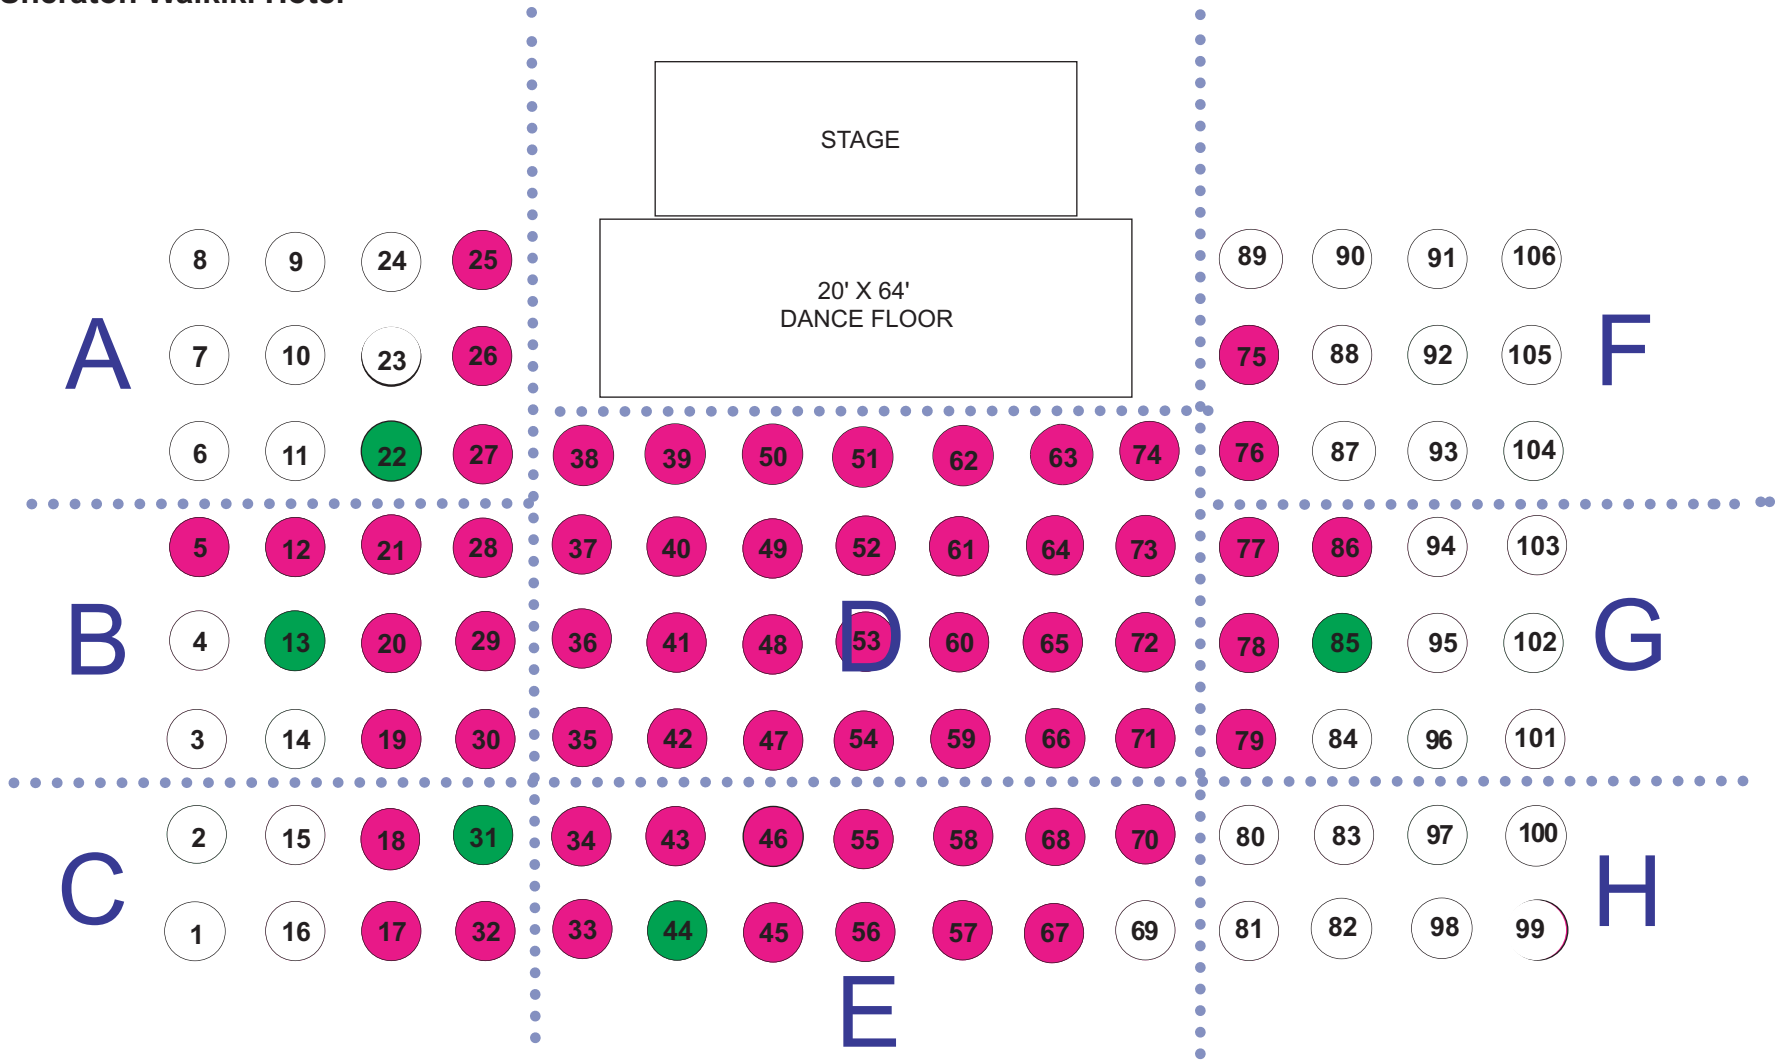 Sheraton Waikiki Hotel
STAGE
20' X 64'
DANCE FLOOR
8 9 24 25 89 90 91 106
A 7 10 23 26 75 88 92 105 F
6 11 22 27 38 39 50 51 62 63 74 76 87 93 104
5 12 21 28 37 40 49 52 61 64 73 77 86 94 103
B 4 13 20 29 36 41 48 53 D 60 65 72 78 85 95 102 G
3 14 19 30 35 42 47 54 59 66 71 79 84 96 101
2 15 18 31 34 43 46 55 58 68 70 80 83 97 100
C H
1 16 17 32 33 44 45 56 57 67 69 81 82 98 99
E